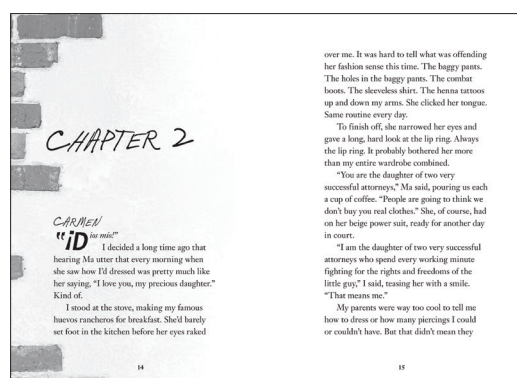 CHAPTER 2
CARMEN
"¡Dios mío!"
I decided a long time ago that
hearing Ma utter that every morning when
she saw how I'd dressed was pretty much like
her saying, "I love you, my precious daughter."
Kind of.
I stood at the stove, making my famous
huevos rancheros for breakfast. She'd barely
set foot in the kitchen before her eyes raked
14
over me. It was hard to tell what was offending
her fashion sense this time. The baggy pants.
The holes in the baggy pants. The combat
boots. The sleeveless shirt. The henna tattoos
up and down my arms. She clicked her tongue.
Same routine every day.
To finish off, she narrowed her eyes and
gave a long, hard look at the lip ring. Always
the lip ring. It probably bothered her more
than my entire wardrobe combined.
"You are the daughter of two very
successful attorneys," Ma said, pouring us each
a cup of coffee. "People are going to think we
don't buy you real clothes." She, of course, had
on her beige power suit, ready for another day
in court.
"I am the daughter of two very successful
attorneys who spend every working minute
fighting for the rights and freedoms of the
little guy," I said, teasing her with a smile.
"That means me."
My parents were way too cool to tell me
how to dress or how many piercings I could
or couldn't have. But that didn't mean they
15